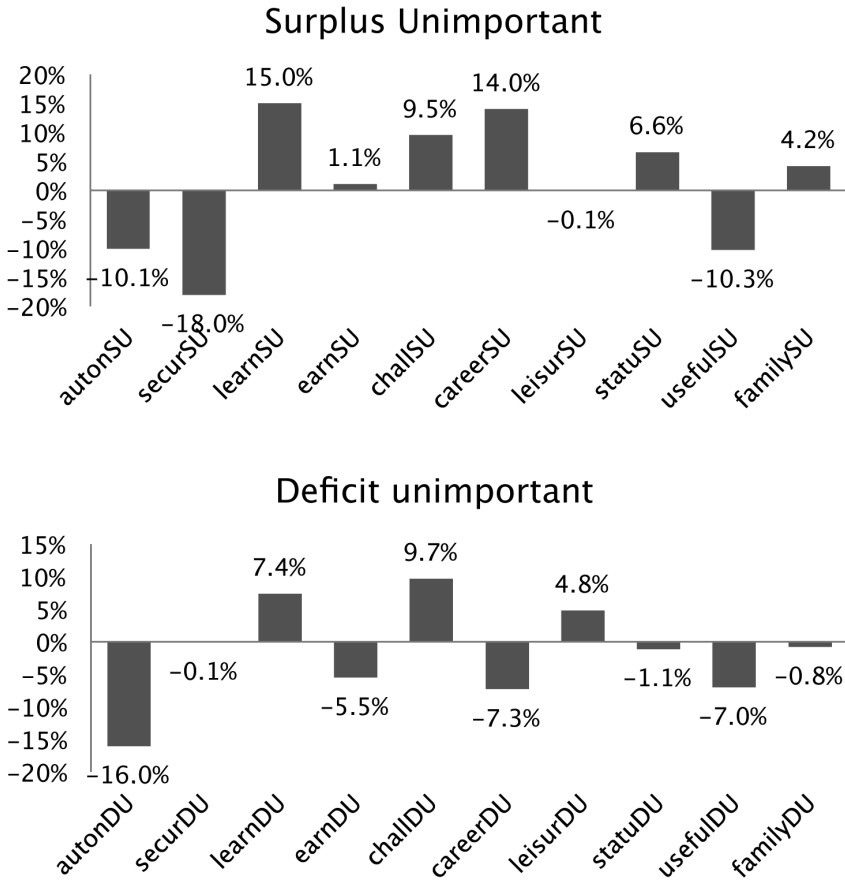 Surplus Unimportant
20%
15%
10%
5%
0%
−5%
−10%
−15%
−20%
−10.1%
−18.0%
15.0%
1.1%
9.5%
14.0%
−0.1%
6.6%
−10.3%
4.2%
autonSU
securSU
learnSU
earnSU
challSU
careerSU
leisurSU
statuSU
usefulSU
familySU
Deficit unimportant
15%
10%
5%
0%
−5%
−10%
−15%
−20%
−16.0%
−0.1%
7.4%
−5.5%
9.7%
−7.3%
4.8%
−1.1%
−7.0%
−0.8%
autonDU
securDU
learnDU
earnDU
challDU
careerDU
leisurDU
statuDU
usefulDU
familyDU